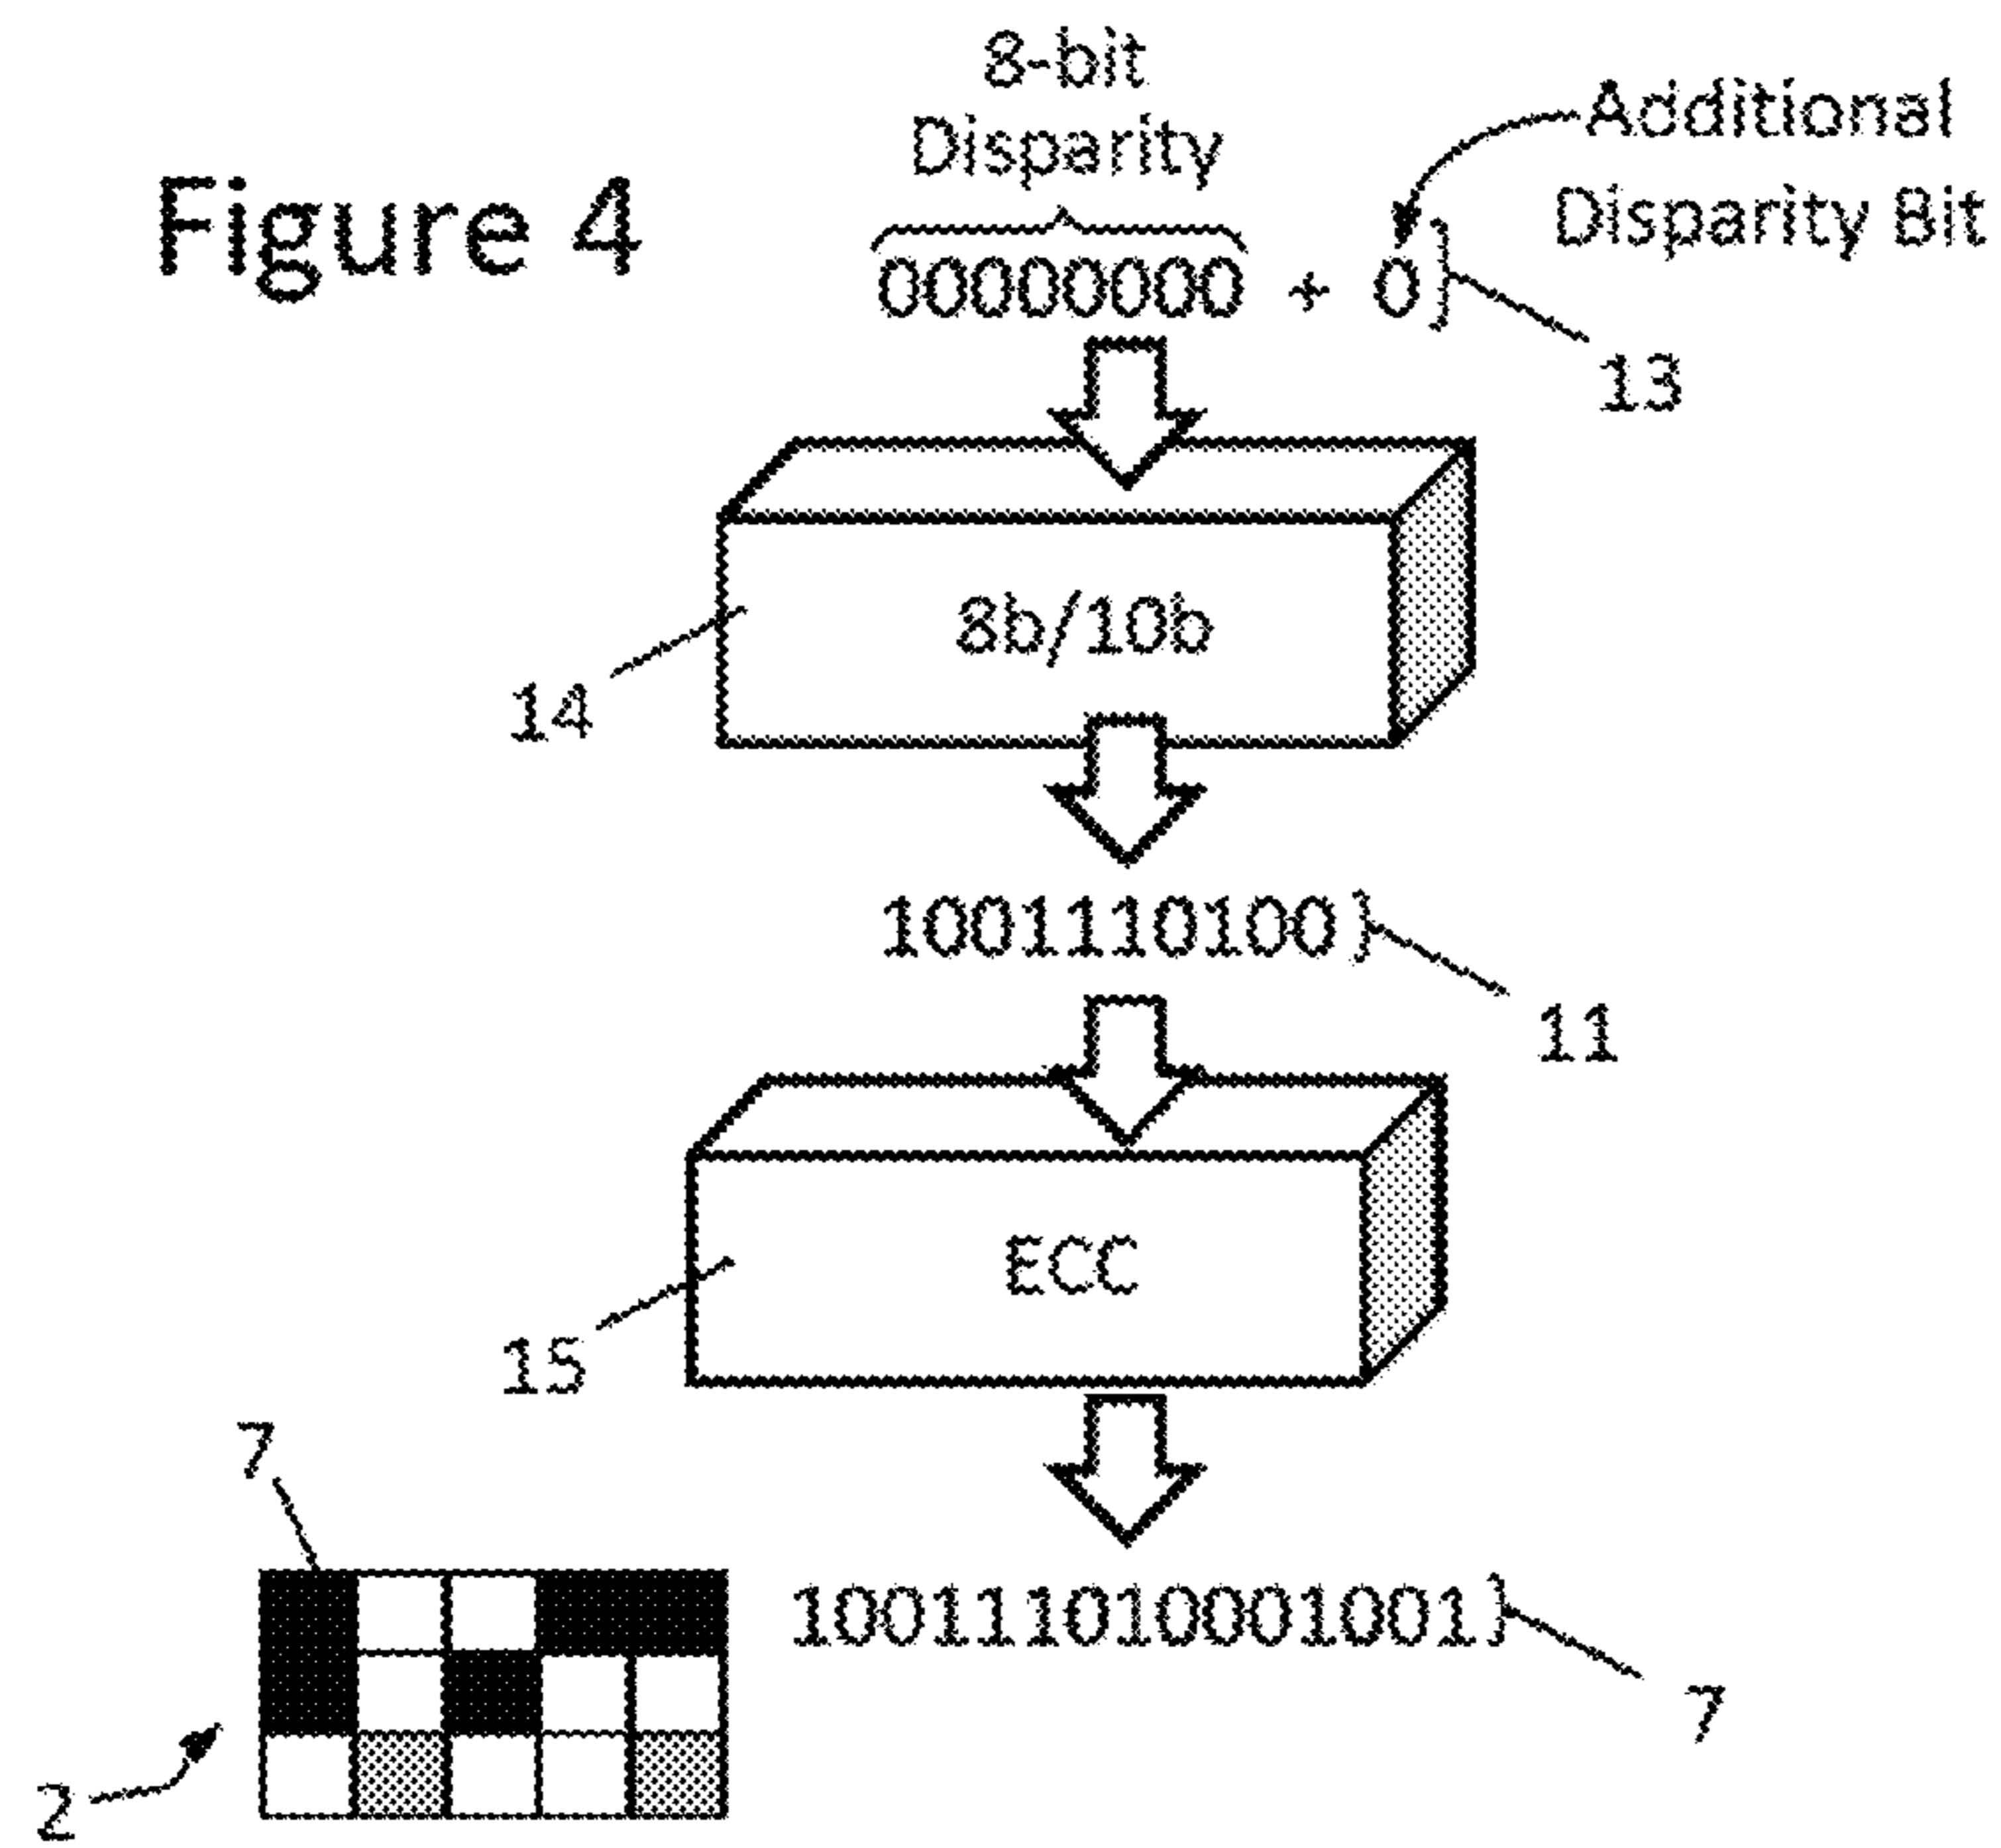 Figure 4
8-bit
Disparity
Additional
Disparity Bit
00000000 + 0
13
8b/10b
14
1001110100
11
ECC
15
7
100111010001001
7
2